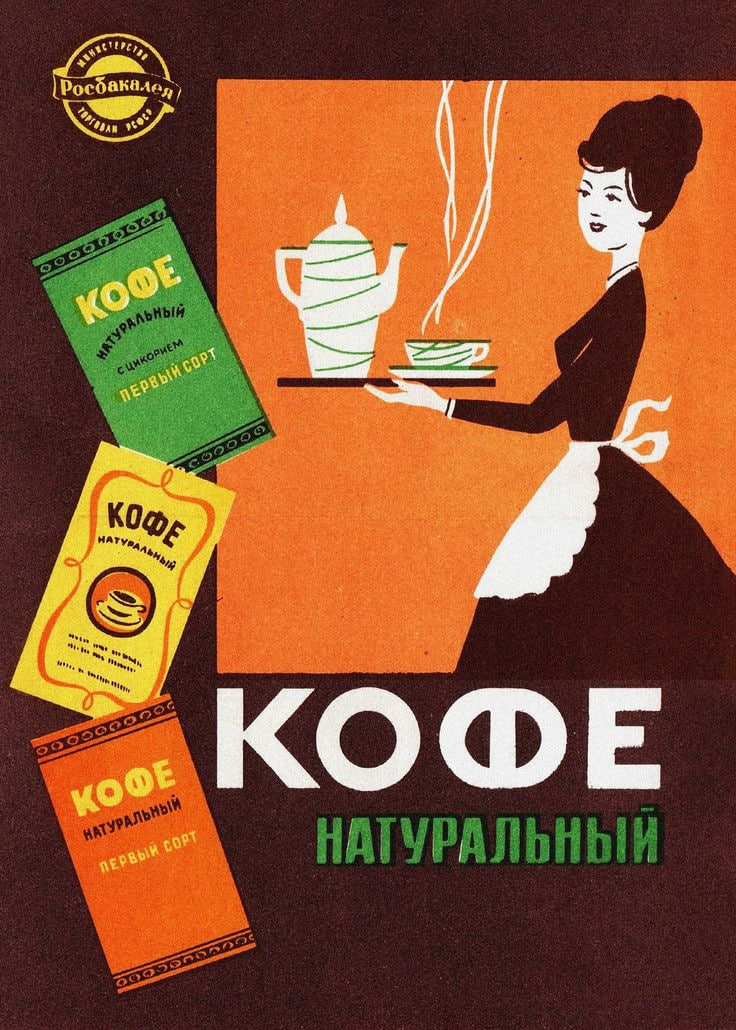 МИНИСТЕРСТВО
Росбакалея
ТОРГОВЛИ РСФСР
КОФЕ
НАТУРАЛЬНЫЙ
С ЦИКОРИЕМ
ПЕРВЫЙ СОРТ
КОФЕ
НАТУРАЛЬНЫЙ
КОФЕ
НАТУРАЛЬНЫЙ
ПЕРВЫЙ СОРТ
КОФЕ
НАТУРАЛЬНЫЙ